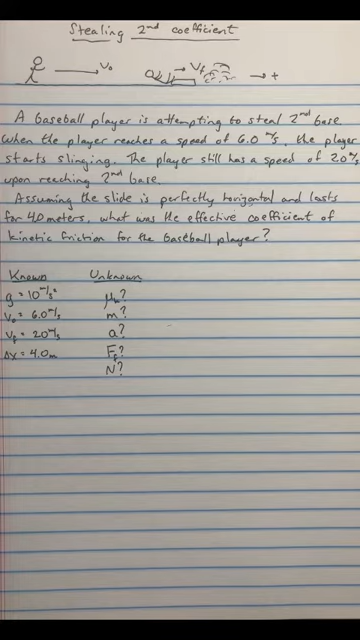 Stealing 2nd coefficient
V₀ V_f → +
A Baseball player is attempting to steal 2nd base.
When the player reaches a speed of 6.0 m/s, the player
starts slinging. The player still has a speed of 2.0 m/s
upon reaching 2nd base.
Assuming the slide is perfectly horizontal and lasts
for 4.0 meters, what was the effective coefficient of
kinetic friction for the baseball player?
Known Unknown
g = 10 m/s² μₖ?
V₀ = 6.0 m/s m?
V_f = 2.0 m/s a?
Δx = 4.0 m F_f?
N?